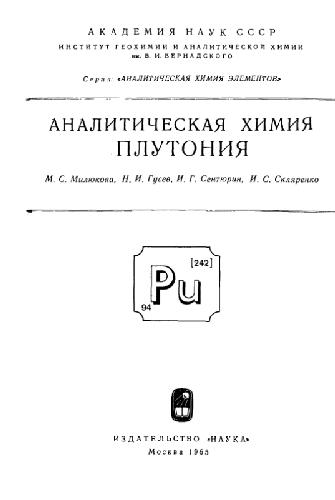 АКАДЕМИЯ НАУК СССР
ИНСТИТУТ ГЕОХИМИИ И АНАЛИТИЧЕСКОЙ ХИМИИ
им. В. И. ВЕРНАДСКОГО
Серия: «АНАЛИТИЧЕСКАЯ ХИМИЯ ЭЛЕМЕНТОВ»
АНАЛИТИЧЕСКАЯ ХИМИЯ
ПЛУТОНИЯ
М. С. Милюкова, Н. И. Гусев, И. Г. Сентюрин, И. С. Скляренко
[242]
Pu
94
ИЗДАТЕЛЬСТВО «НАУКА»
Москва 1965